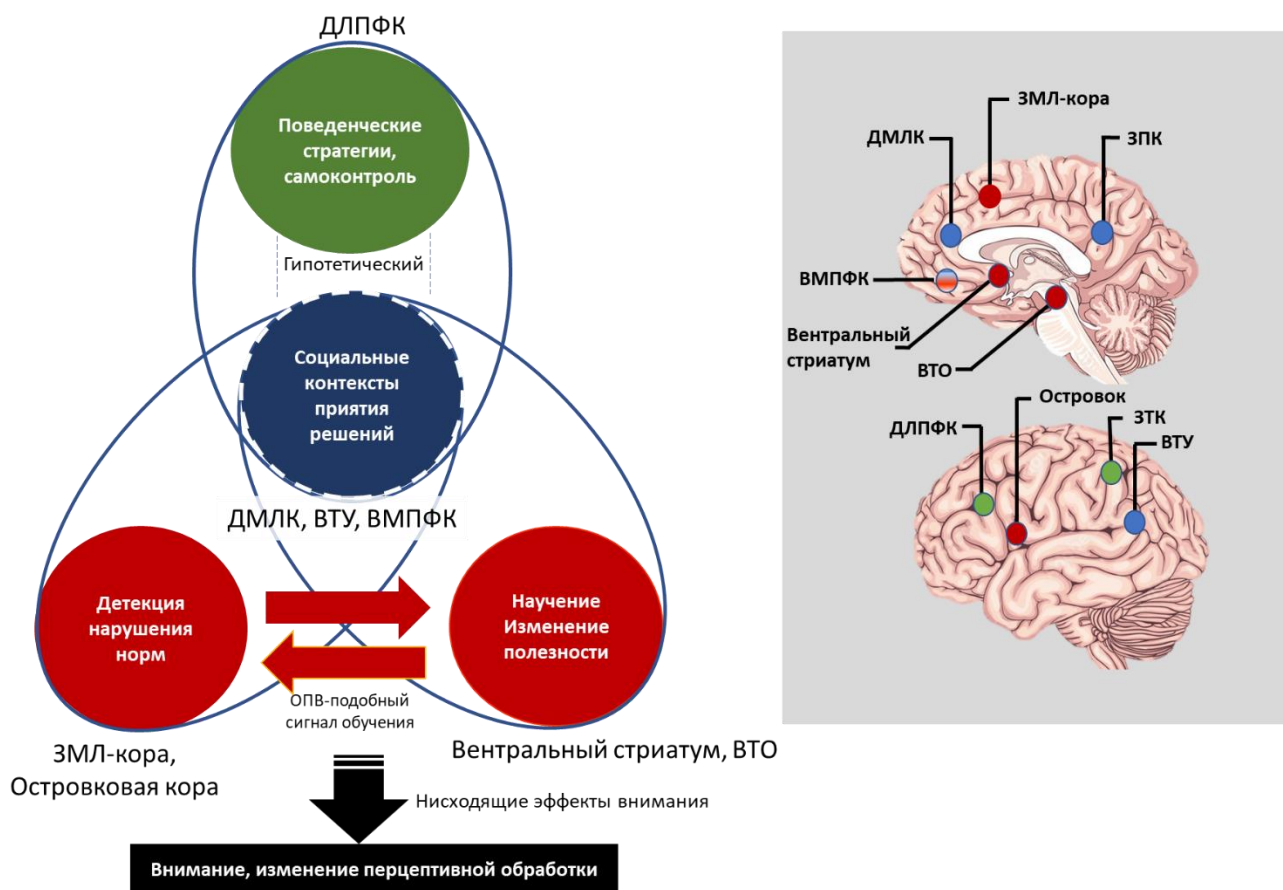 ДЛПФК
Поведенческие
стратегии,
самоконтроль
Гипотетический
Социальные
контексты
приятия
решений
ДМЛК, ВТУ, ВМПФК
Детекция
нарушения
норм
Научение
Изменение
полезности
ОПВ-подобный
сигнал обучения
ЗМЛ-кора,
Островковая кора
Вентральный стриатум, ВТО
Нисходящие эффекты внимания
Внимание, изменение перцептивной обработки
ЗМЛ-кора
ДМЛК
ЗПК
ВМПФК
Вентральный
стриатум
ВТО
Островок
ДЛПФК
ЗТК
ВТУ